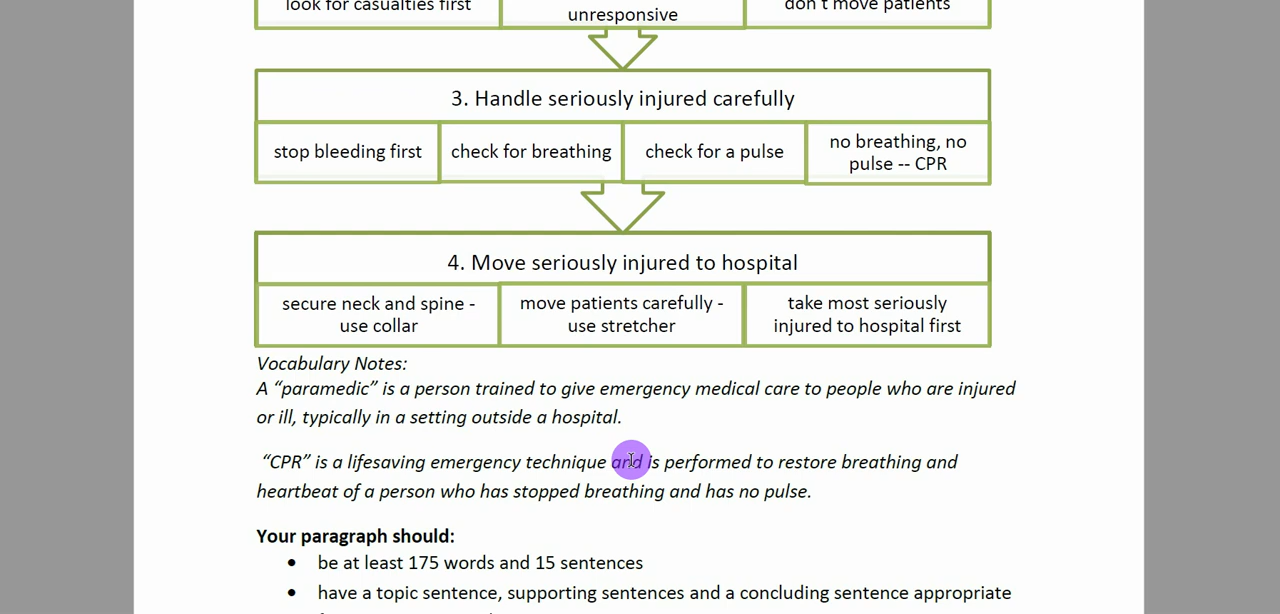 look for casualties first
unresponsive
don't move patients
3. Handle seriously injured carefully
stop bleeding first
check for breathing
check for a pulse
no breathing, no
pulse -- CPR
4. Move seriously injured to hospital
secure neck and spine -
use collar
move patients carefully -
use stretcher
take most seriously
injured to hospital first
Vocabulary Notes:
A “paramedic” is a person trained to give emergency medical care to people who are injured
or ill, typically in a setting outside a hospital.
“CPR” is a lifesaving emergency technique and is performed to restore breathing and
heartbeat of a person who has stopped breathing and has no pulse.
Your paragraph should:
• be at least 175 words and 15 sentences
• have a topic sentence, supporting sentences and a concluding sentence appropriate